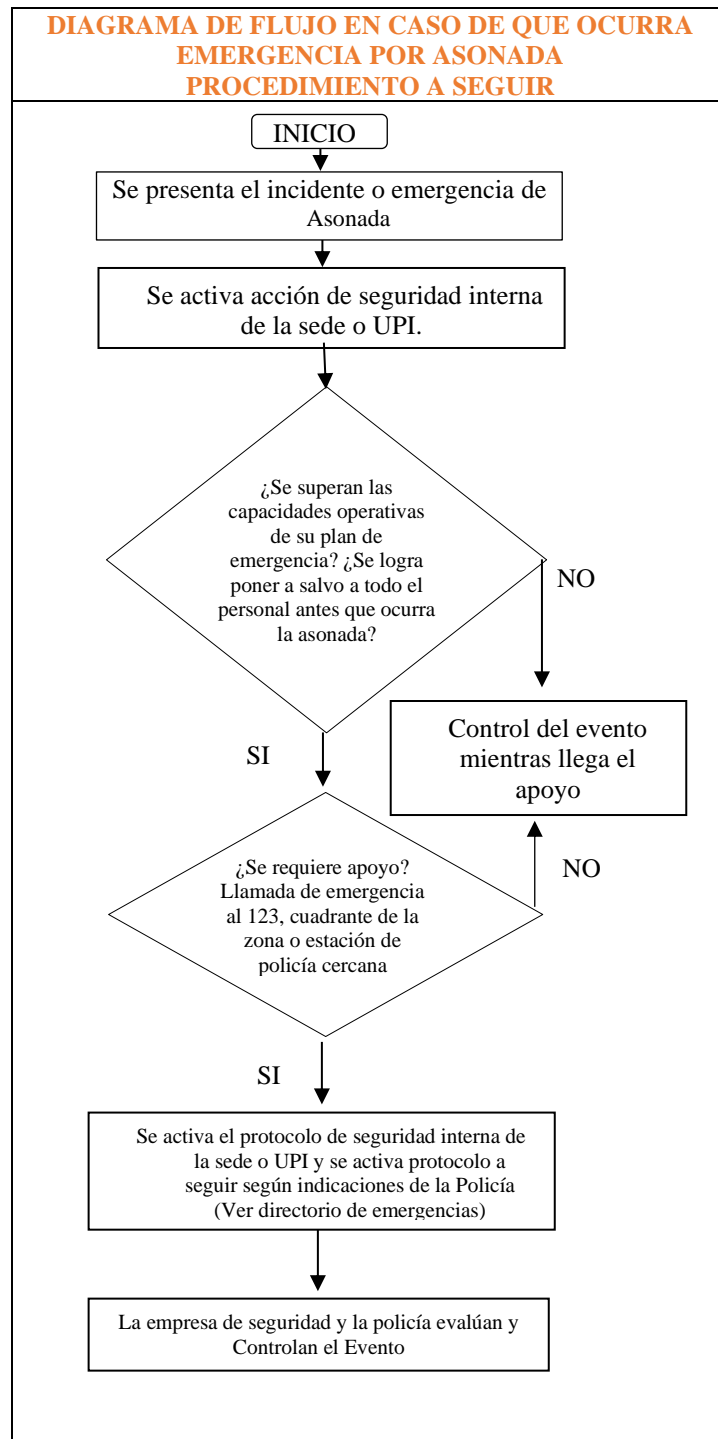 DIAGRAMA DE FLUJO EN CASO DE QUE OCURRA
EMERGENCIA POR ASONADA
PROCEDIMIENTO A SEGUIR
INICIO
Se presenta el incidente o emergencia de
Asonada
Se activa acción de seguridad interna
de la sede o UPI.
¿Se superan las
capacidades operativas
de su plan de
emergencia? ¿Se logra
poner a salvo a todo el
personal antes que ocurra
la asonada?
NO
SI
Control del evento
mientras llega el
apoyo
¿Se requiere apoyo?
Llamada de emergencia
al 123, cuadrante de la
zona o estación de
policía cercana
NO
SI
Se activa el protocolo de seguridad interna de
la sede o UPI y se activa protocolo a
seguir según indicaciones de la Policía
(Ver directorio de emergencias)
La empresa de seguridad y la policía evalúan y
Controlan el Evento